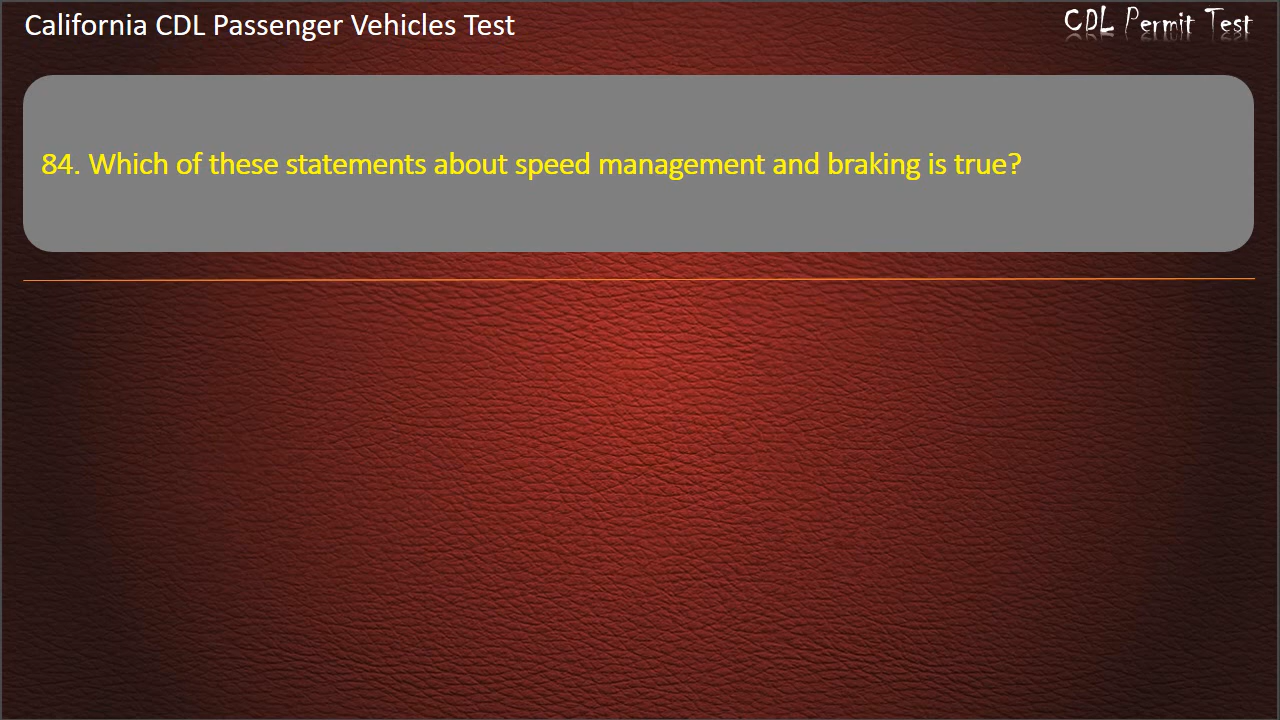 California CDL Passenger Vehicles Test
CDL Permit Test
84. Which of these statements about speed management and braking is true?